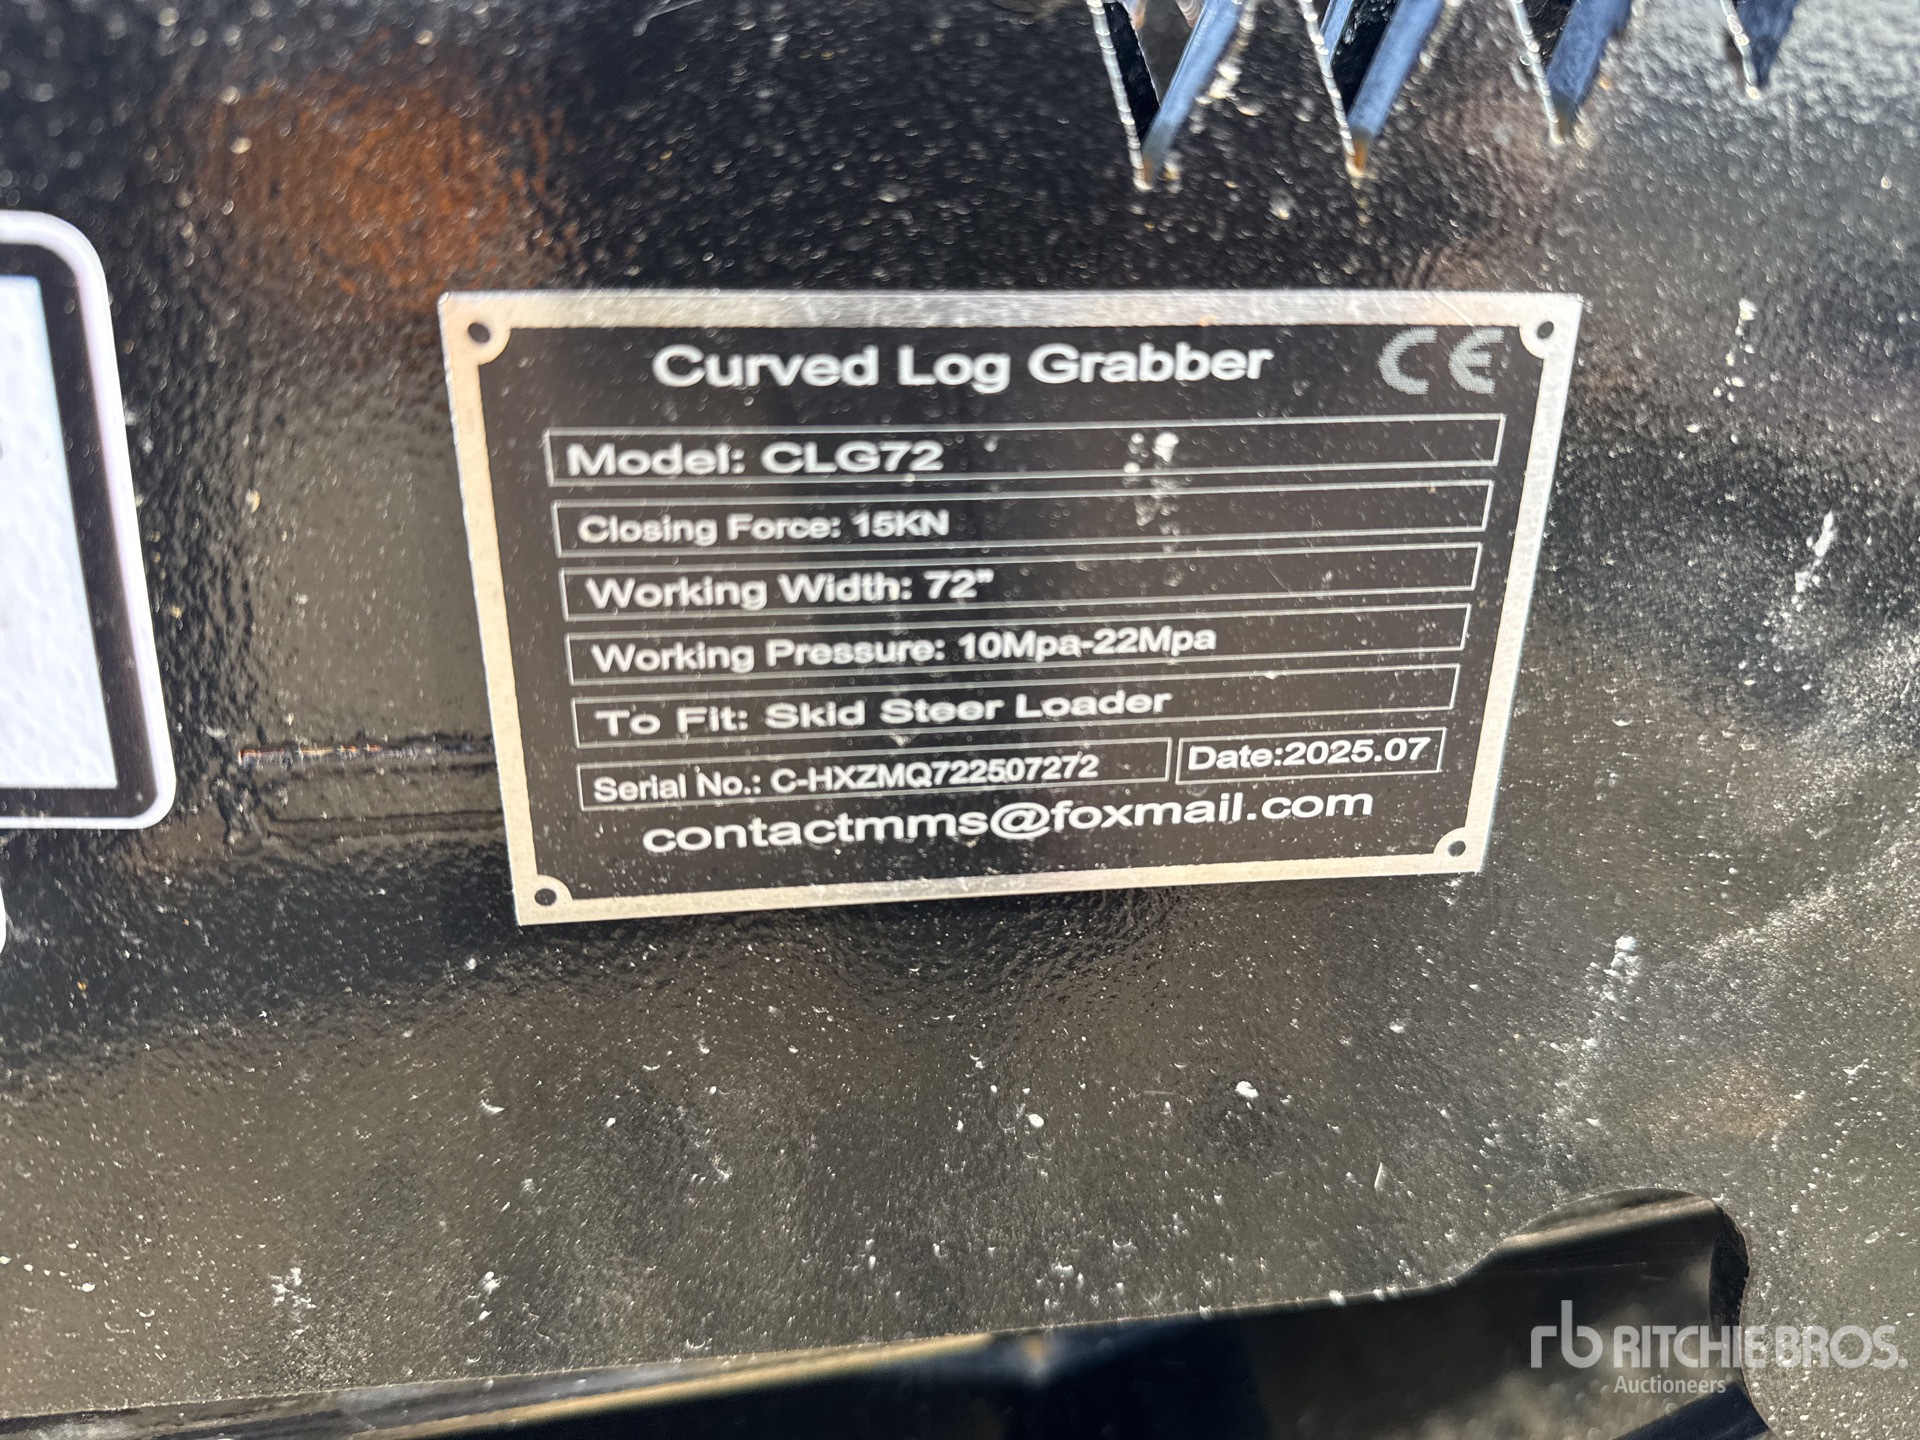 Curved Log Grabber CE
Model: CLG72
Closing Force: 15KN
Working Width: 72"
Working Pressure: 10Mpa-22Mpa
To Fit: Skid Steer Loader
Serial No.: C-HXZMQ722507272 Date:2025.07
contactmms@foxmail.com
rb RITCHIE BROS.
Auctioneers